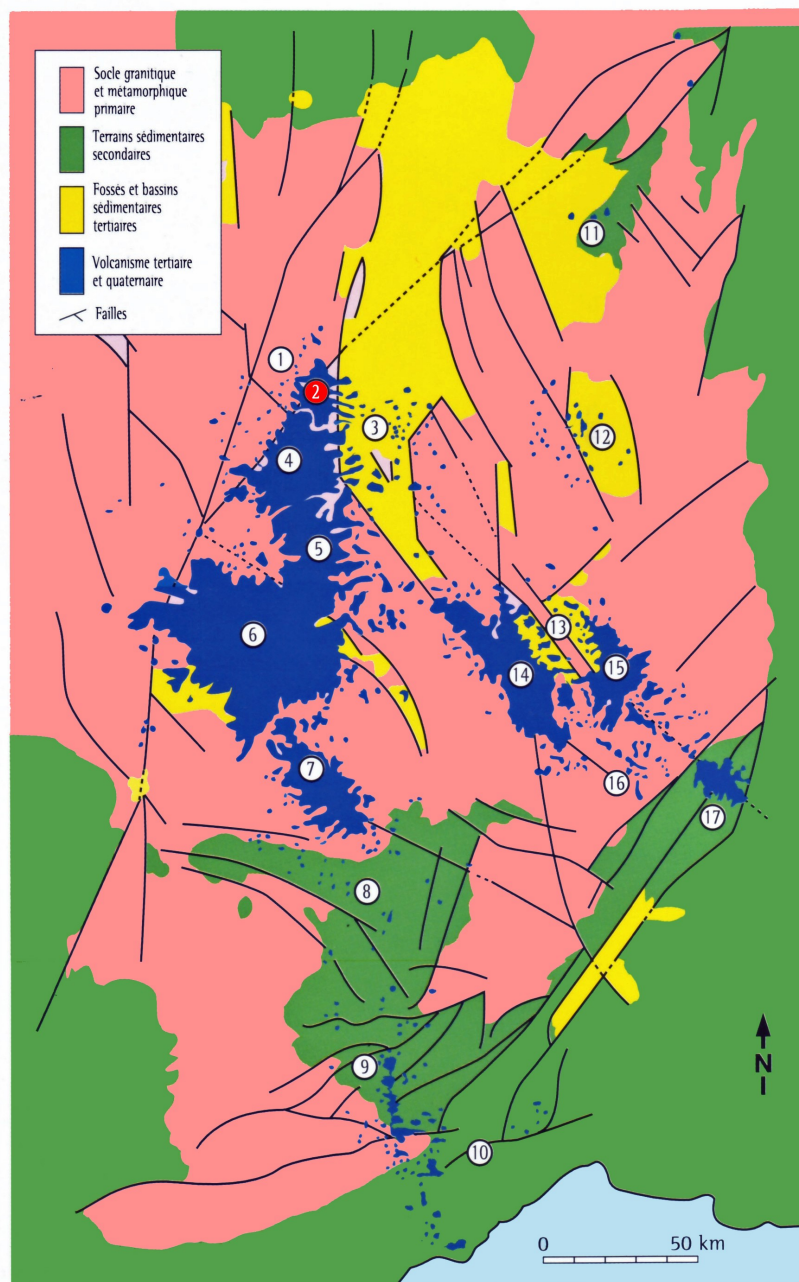 Socle granitique
et métamorphique
primaire
Terrains sédimentaires
secondaires
Fossés et bassins
sédimentaires
tertiaires
Volcanisme tertiaire
et quaternaire
Failles
11
1
2
3
12
4
5
6
13
14
15
7
16
17
8
9
10
N
0 50 km